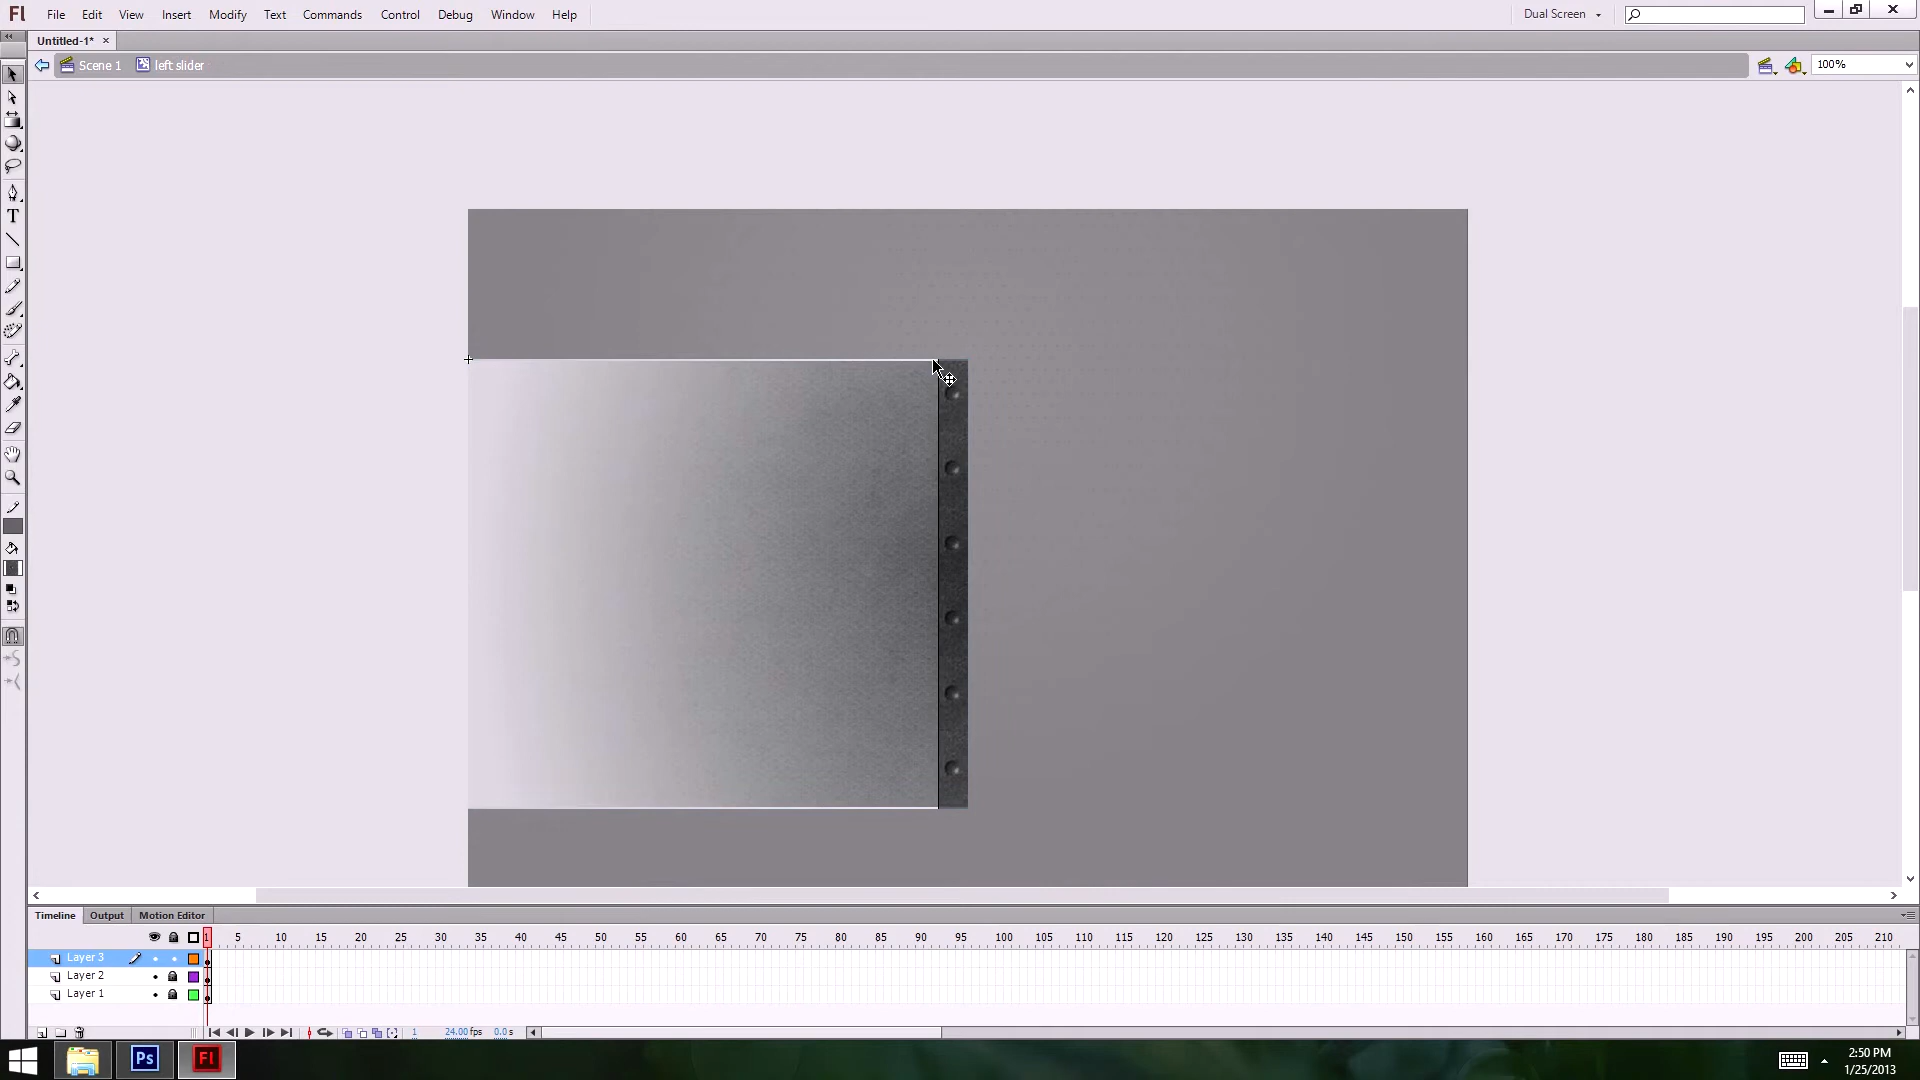 Fl File Edit View Insert Modify Text Commands Control Debug Window Help Dual Screen
Untitled-1* ×
Scene 1 left slider 100%
T
Timeline Output Motion Editor
1 5 10 15 20 25 30 35 40 45 50 55 60 65 70 75 80 85 90 95 100 105 110 115 120 125 130 135 140 145 150 155 160 165 170 175 180 185 190 195 200 205 210
Layer 3
Layer 2
Layer 1
1 24.00 fps 0.0 s
Ps Fl 2:50 PM
1/25/2013